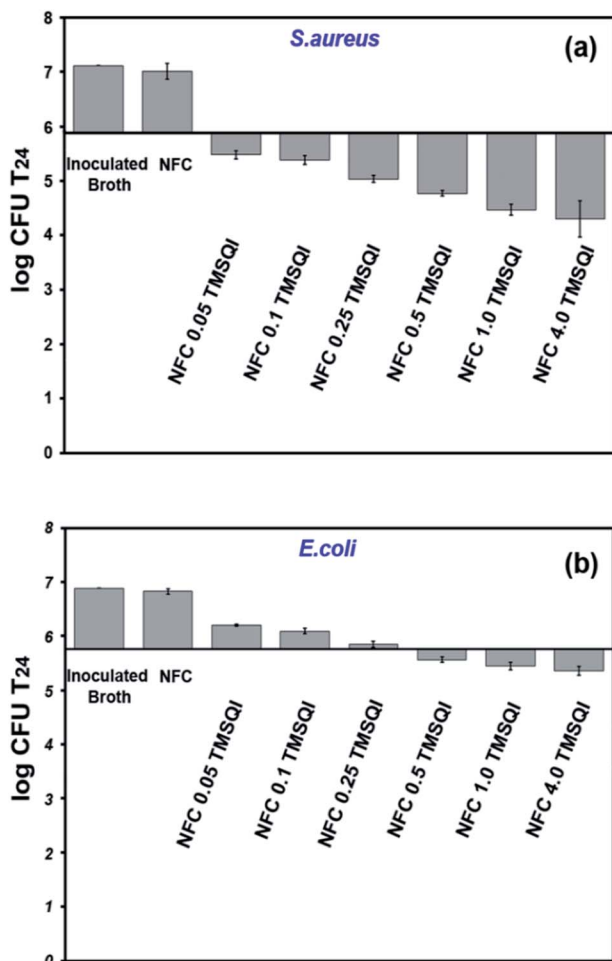 S.aureus
(a)
8
7
6
5
4
3
2
1
0
log CFU T24
Inoculated
Broth
NFC
NFC 0.05 TMSQI
NFC 0.1 TMSQI
NFC 0.25 TMSQI
NFC 0.5 TMSQI
NFC 1.0 TMSQI
NFC 4.0 TMSQI
E.coli
(b)
8
7
6
5
4
3
2
1
0
log CFU T24
Inoculated
Broth
NFC
NFC 0.05 TMSQI
NFC 0.1 TMSQI
NFC 0.25 TMSQI
NFC 0.5 TMSQI
NFC 1.0 TMSQI
NFC 4.0 TMSQI